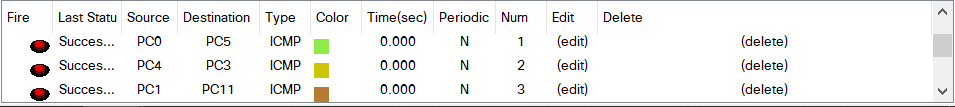 Fire Last Statu Source Destination Type Color Time(sec) Periodic Num Edit Delete
Succes... PC0 PC5 ICMP 0.000 N 1 (edit) (delete)
Succes... PC4 PC3 ICMP 0.000 N 2 (edit) (delete)
Succes... PC1 PC11 ICMP 0.000 N 3 (edit) (delete)